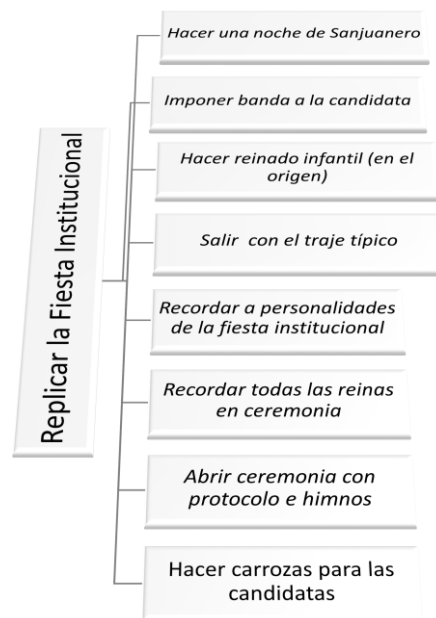 Replicar la Fiesta Institucional
Hacer una noche de Sanjuanero
Imponer banda a la candidata
Hacer reinado infantil (en el
origen)
Salir con el traje típico
Recordar a personalidades
de la fiesta institucional
Recordar todas las reinas
en ceremonia
Abrir ceremonia con
protocolo e himnos
Hacer carrozas para las
candidatas